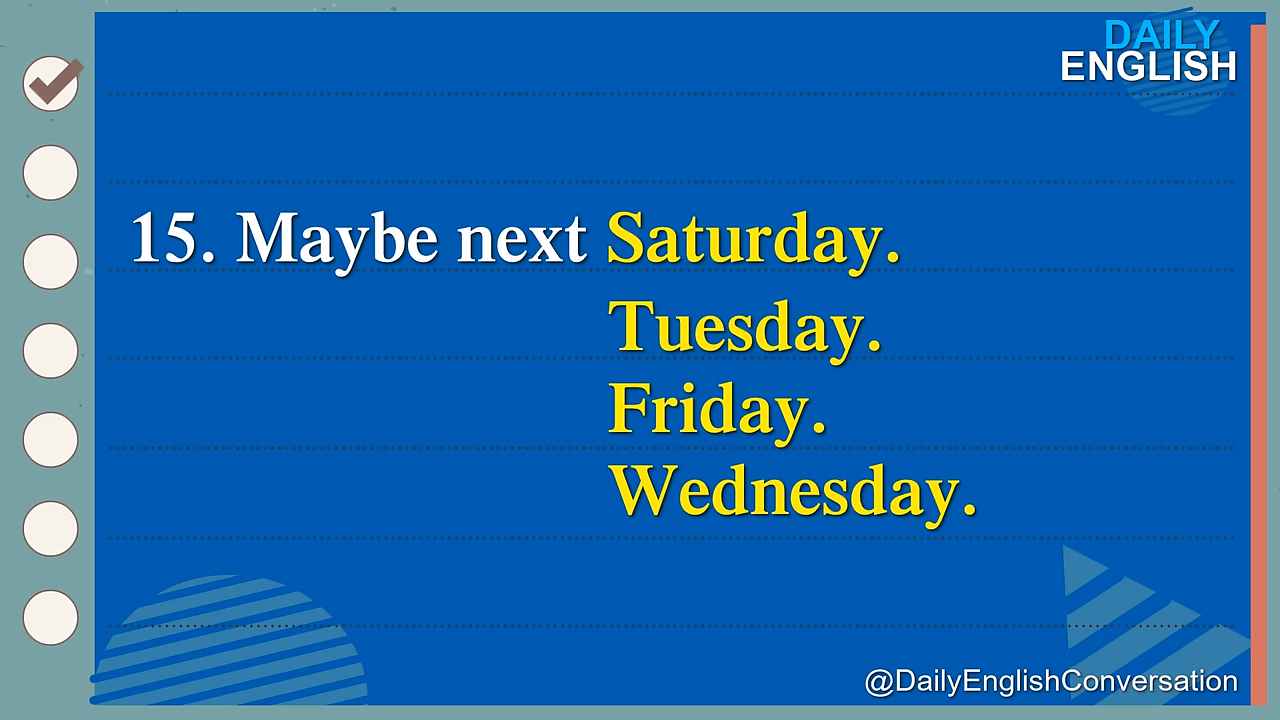 DAILY
ENGLISH
15. Maybe next Saturday.
Tuesday.
Friday.
Wednesday.
@DailyEnglishConversation